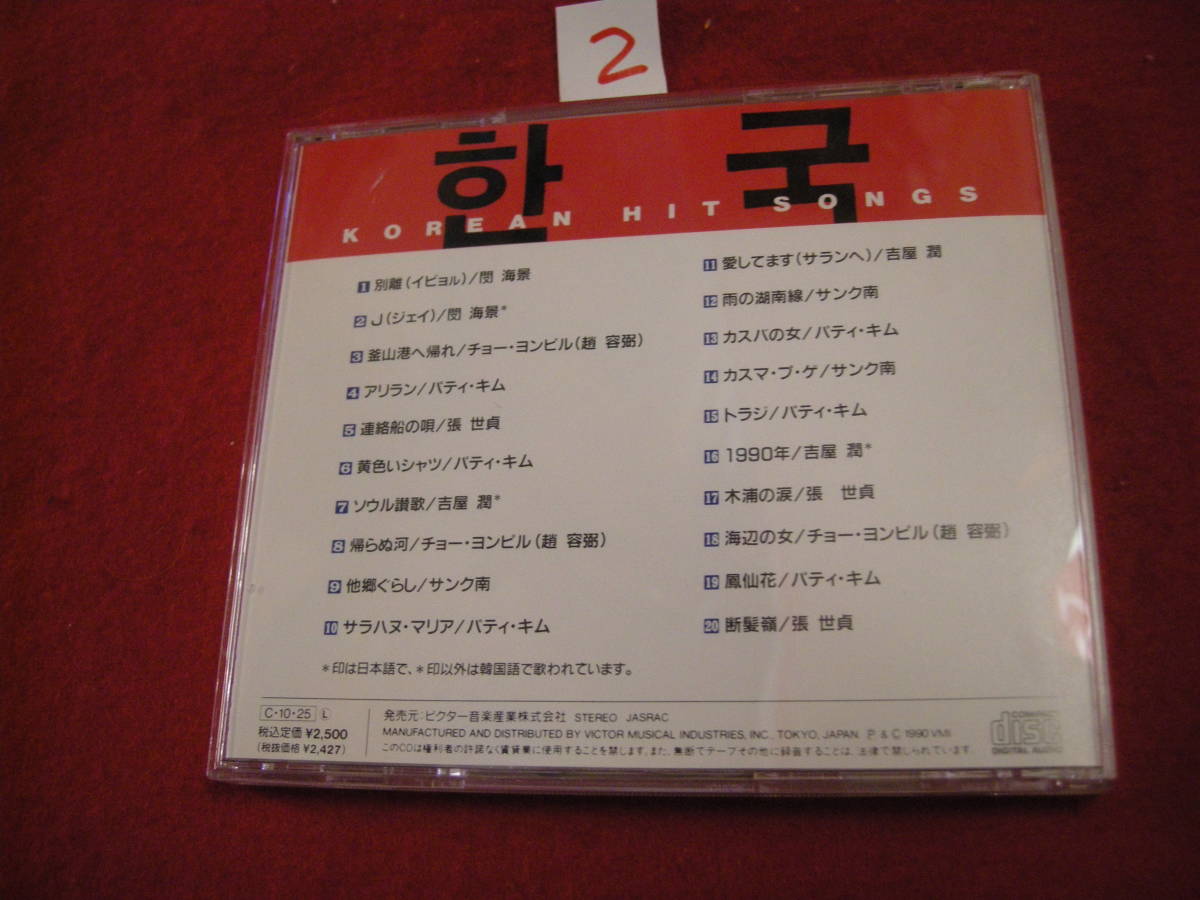 2
한국
KOREAN HIT SONGS
1 別離(イビョル)/閔 海景
2 J(ジェイ)/閔 海景*
3 釜山港へ帰れ/チョー・ヨンピル(趙 容弼)
4 アリラン/パティ・キム
5 連絡船の唄/張 世貞
6 黄色いシャツ/パティ・キム
7 ソウル讃歌/吉屋 潤*
8 帰らぬ河/チョー・ヨンピル(趙 容弼)
9 他郷ぐらし/サンク南
10 サラハヌ・マリア/パティ・キム
11 愛してます(サランへ)/吉屋 潤
12 雨の湖南線/サンク南
13 カスバの女/パティ・キム
14 カスマ・プ・ゲ/サンク南
15 トラジ/パティ・キム
16 1990年/吉屋 潤*
17 木浦の涙/張 世貞
18 海辺の女/チョー・ヨンピル(趙 容弼)
19 鳳仙花/パティ・キム
20 断髪嶺/張 世貞
*印は日本語で、*印以外は韓国語で歌われています。
C・10・25 L
税込定価 ¥2,500
(税抜価格 ¥2,427)
発売元:ビクター音楽産業株式会社 STEREO JASRAC
MANUFACTURED AND DISTRIBUTED BY VICTOR MUSICAL INDUSTRIES, INC., TOKYO, JAPAN. P & C 1990 VMI
このCDは権利者の許諾なく賃貸業に使用することを禁じます。また、無断でテープその他に録音することは、法律で禁じられています。
COMPACT
disc
DIGITAL AUDIO